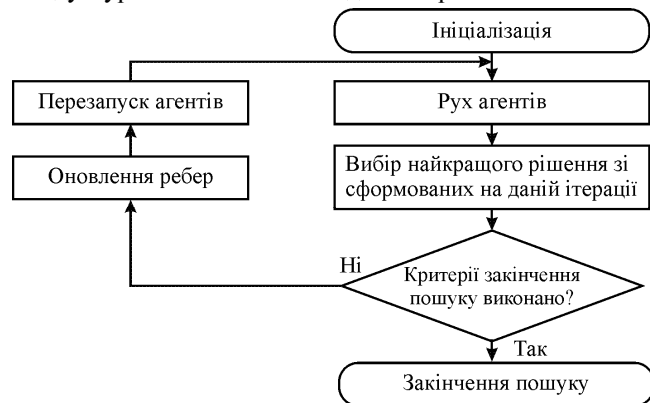 Ініціалізація
Перезапуск агентів
Рух агентів
Оновлення ребер
Вибір найкращого рішення зі
сформованих на даній ітерації
Ні
Критерії закінчення
пошуку виконано?
Так
Закінчення пошуку